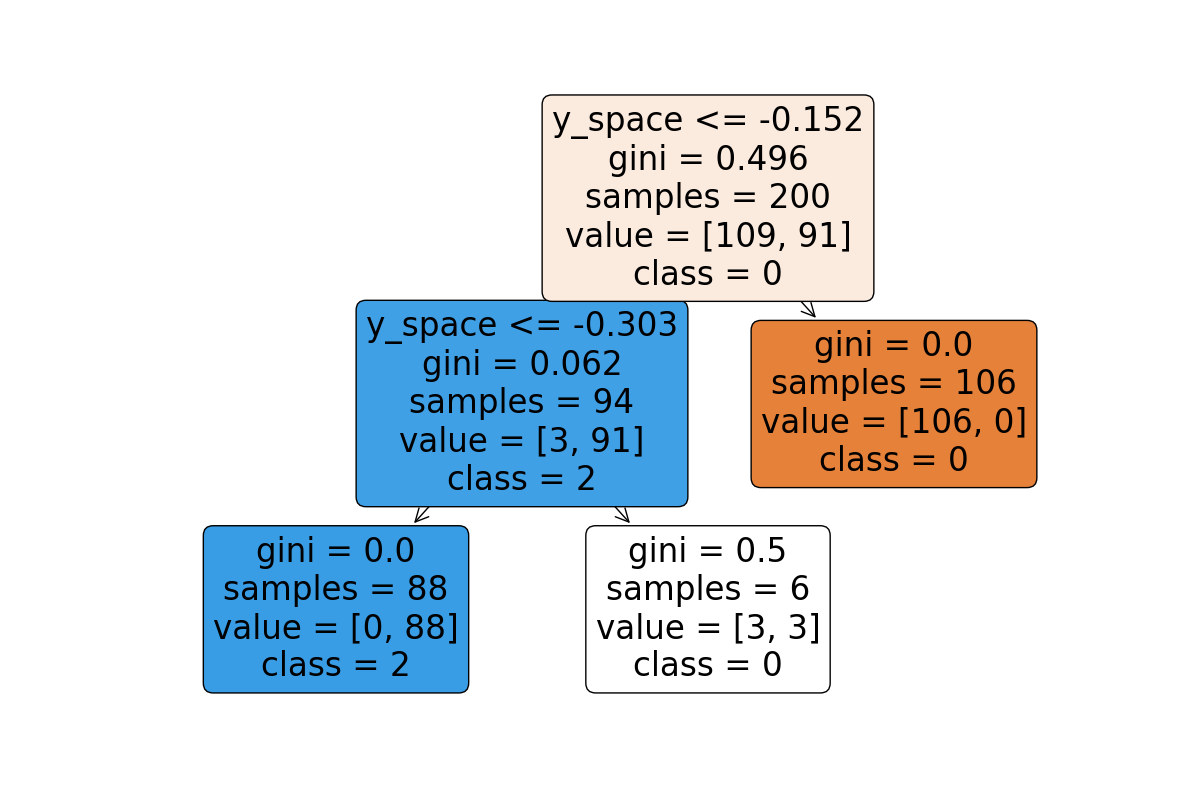 y_space <= -0.152
gini = 0.496
samples = 200
value = [109, 91]
class = 0
y_space <= -0.303
gini = 0.062
samples = 94
value = [3, 91]
class = 2
gini = 0.0
samples = 106
value = [106, 0]
class = 0
gini = 0.0
samples = 88
value = [0, 88]
class = 2
gini = 0.5
samples = 6
value = [3, 3]
class = 0